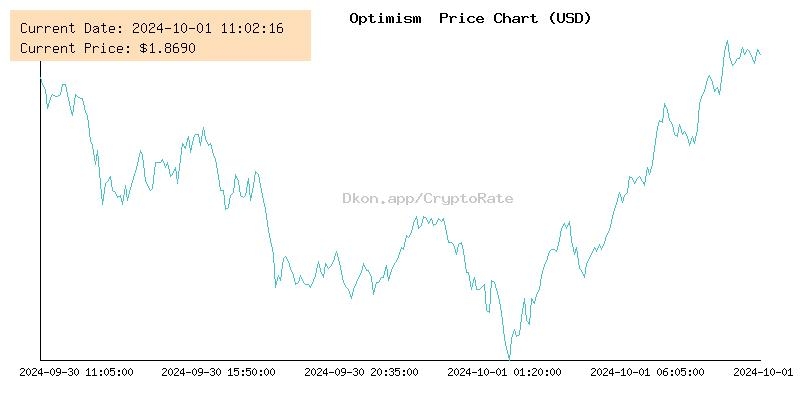 Optimism  Price Chart (USD)
Current Date: 2024-10-01 11:02:16
Current Price: $1.8690
Dkon.app/CryptoRate
2024-09-30 11:05:00 2024-09-30 15:50:00 2024-09-30 20:35:00 2024-10-01 01:20:00 2024-10-01 06:05:00 2024-10-01